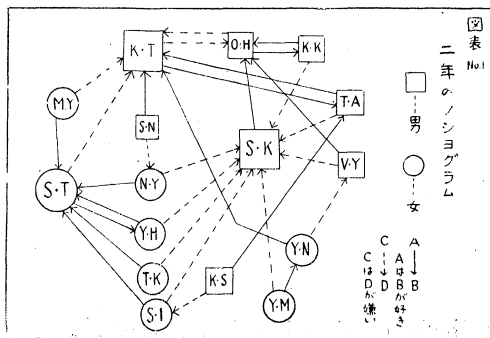 図表
No.1
二年のソシヨグラム
□---男
○---女
A→B
AはBが好き
C--→D
CはDが嫌い
K・T
O・H
K・K
M.Y
S・N
T・A
S・K
V・Y
S・T
N・Y
Y・H
T・K
K・S
Y・N
S・I
Y・M